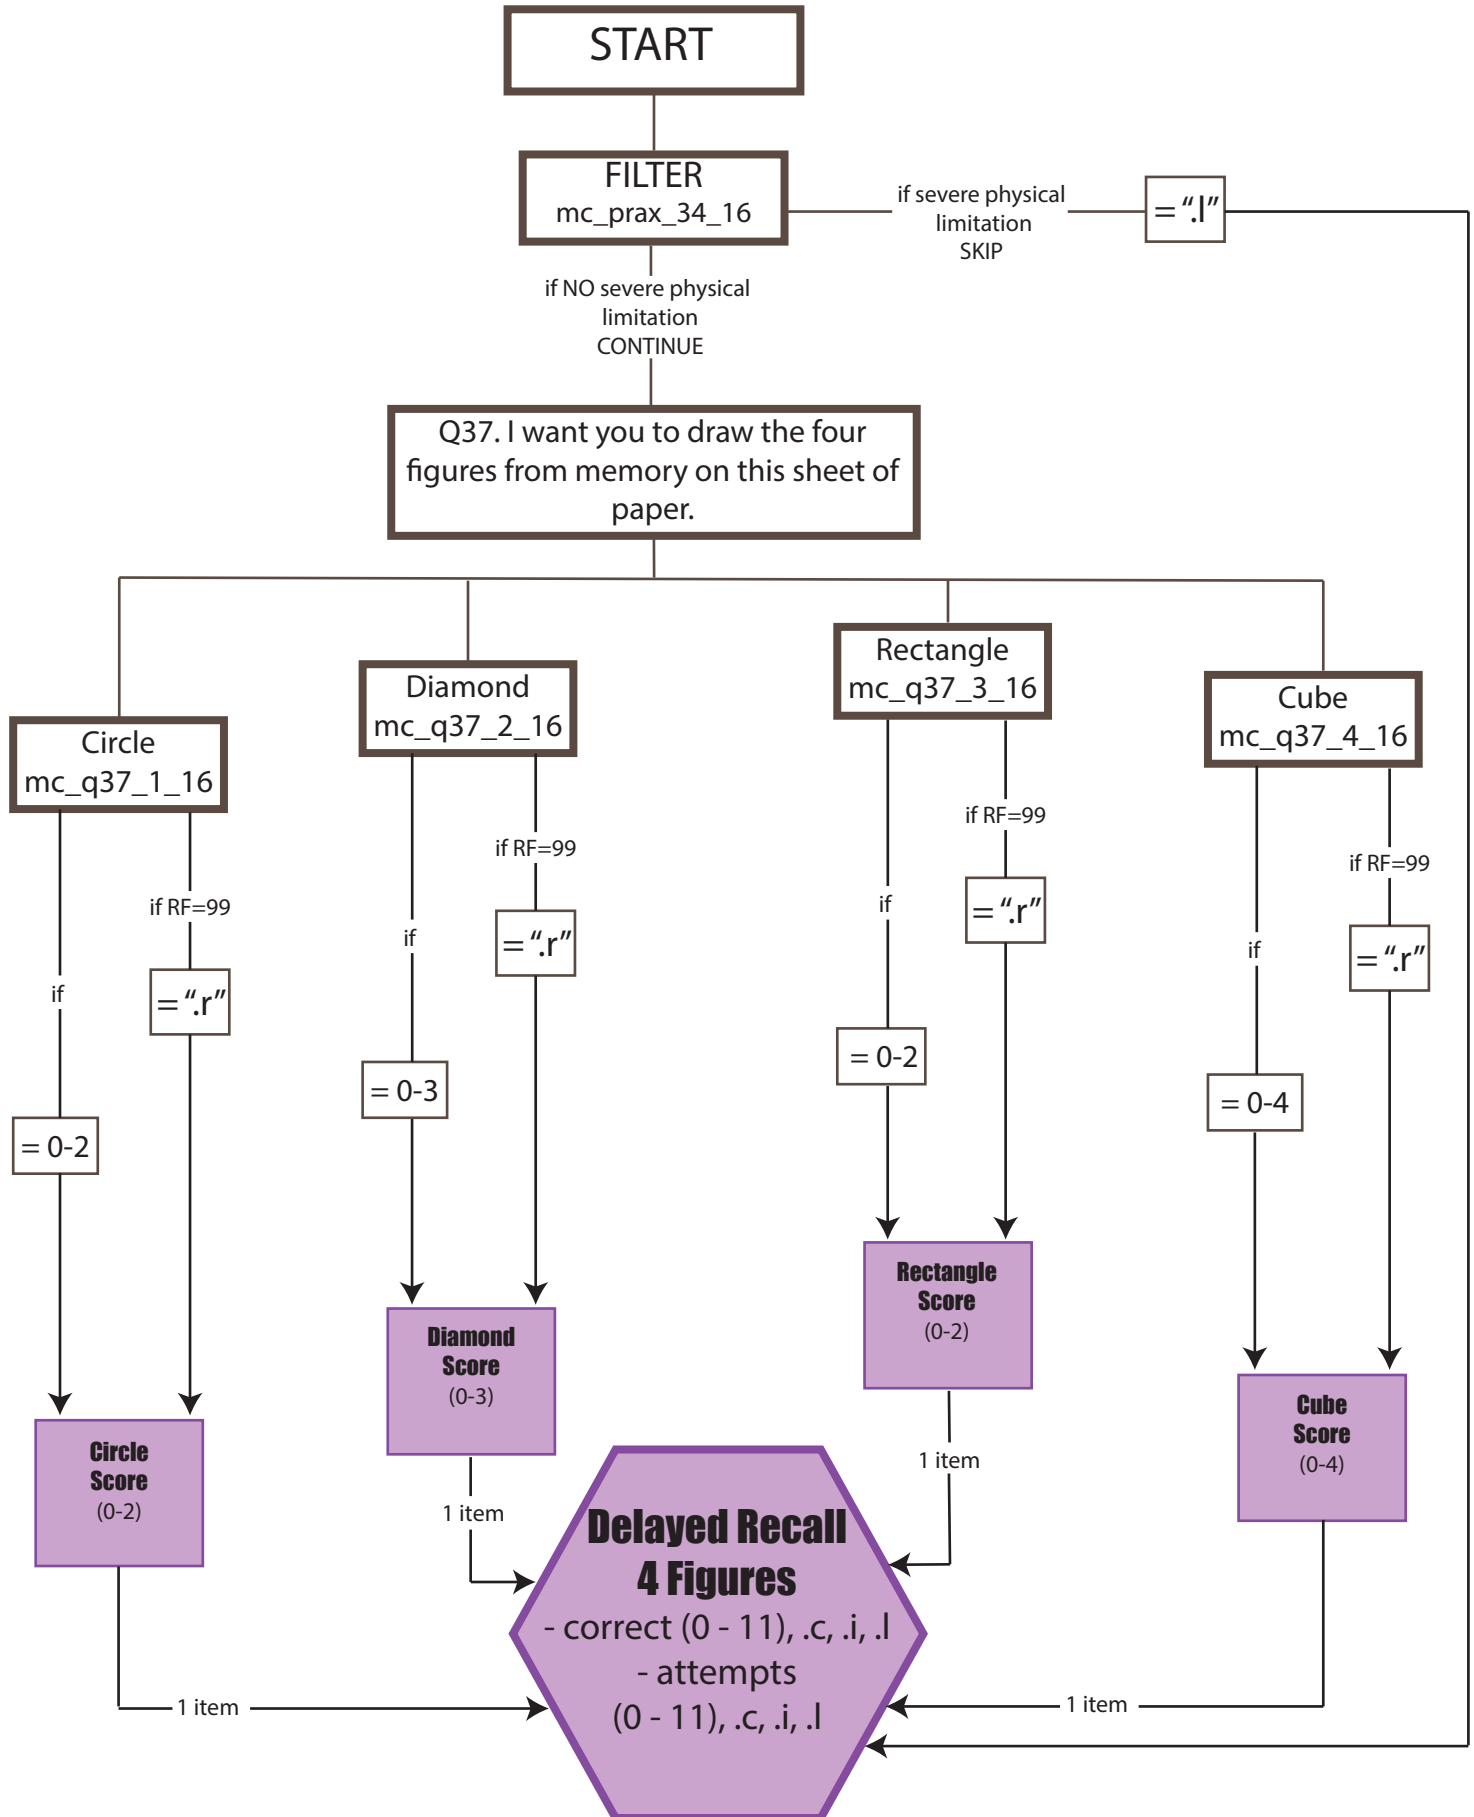 START
FILTER
mc_prax_34_16
if severe physical
limitation
SKIP
= “.l”
if NO severe physical
limitation
CONTINUE
Q37. I want you to draw the four
figures from memory on this sheet of
paper.
Circle
mc_q37_1_16
Diamond
mc_q37_2_16
Rectangle
mc_q37_3_16
Cube
mc_q37_4_16
if
if RF=99
= “.r”
= 0-2
if
if RF=99
= “.r”
= 0-3
if
if RF=99
= “.r”
= 0-2
if
if RF=99
= “.r”
= 0-4
Circle
Score
(0-2)
Diamond
Score
(0-3)
Rectangle
Score
(0-2)
Cube
Score
(0-4)
1 item
1 item
1 item
1 item
Delayed Recall
4 Figures
- correct (0 - 11), .c, .i, .l
- attempts
(0 - 11), .c, .i, .l